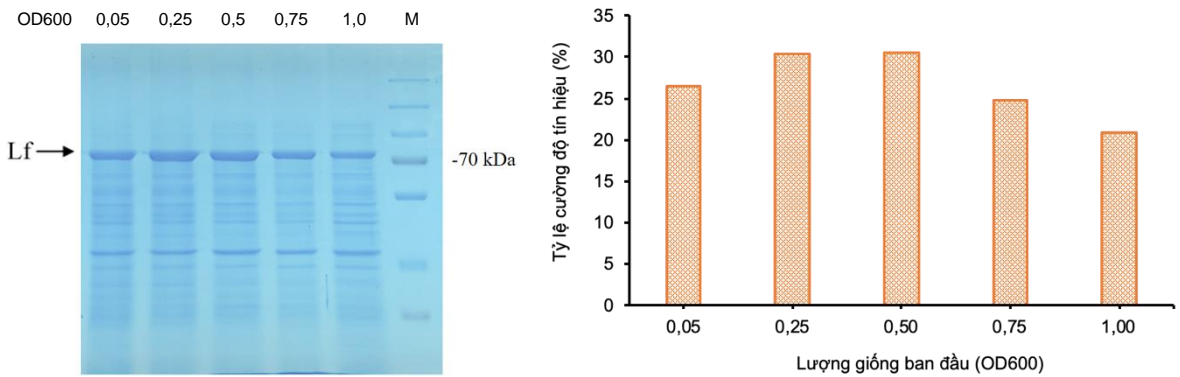 OD600 0,05 0,25 0,5 0,75 1,0 M
Lf
-70 kDa
Tỷ lệ cường độ tín hiệu (%)
35
30
25
20
15
10
5
0
0,05 0,25 0,50 0,75 1,00
Lượng giống ban đầu (OD600)